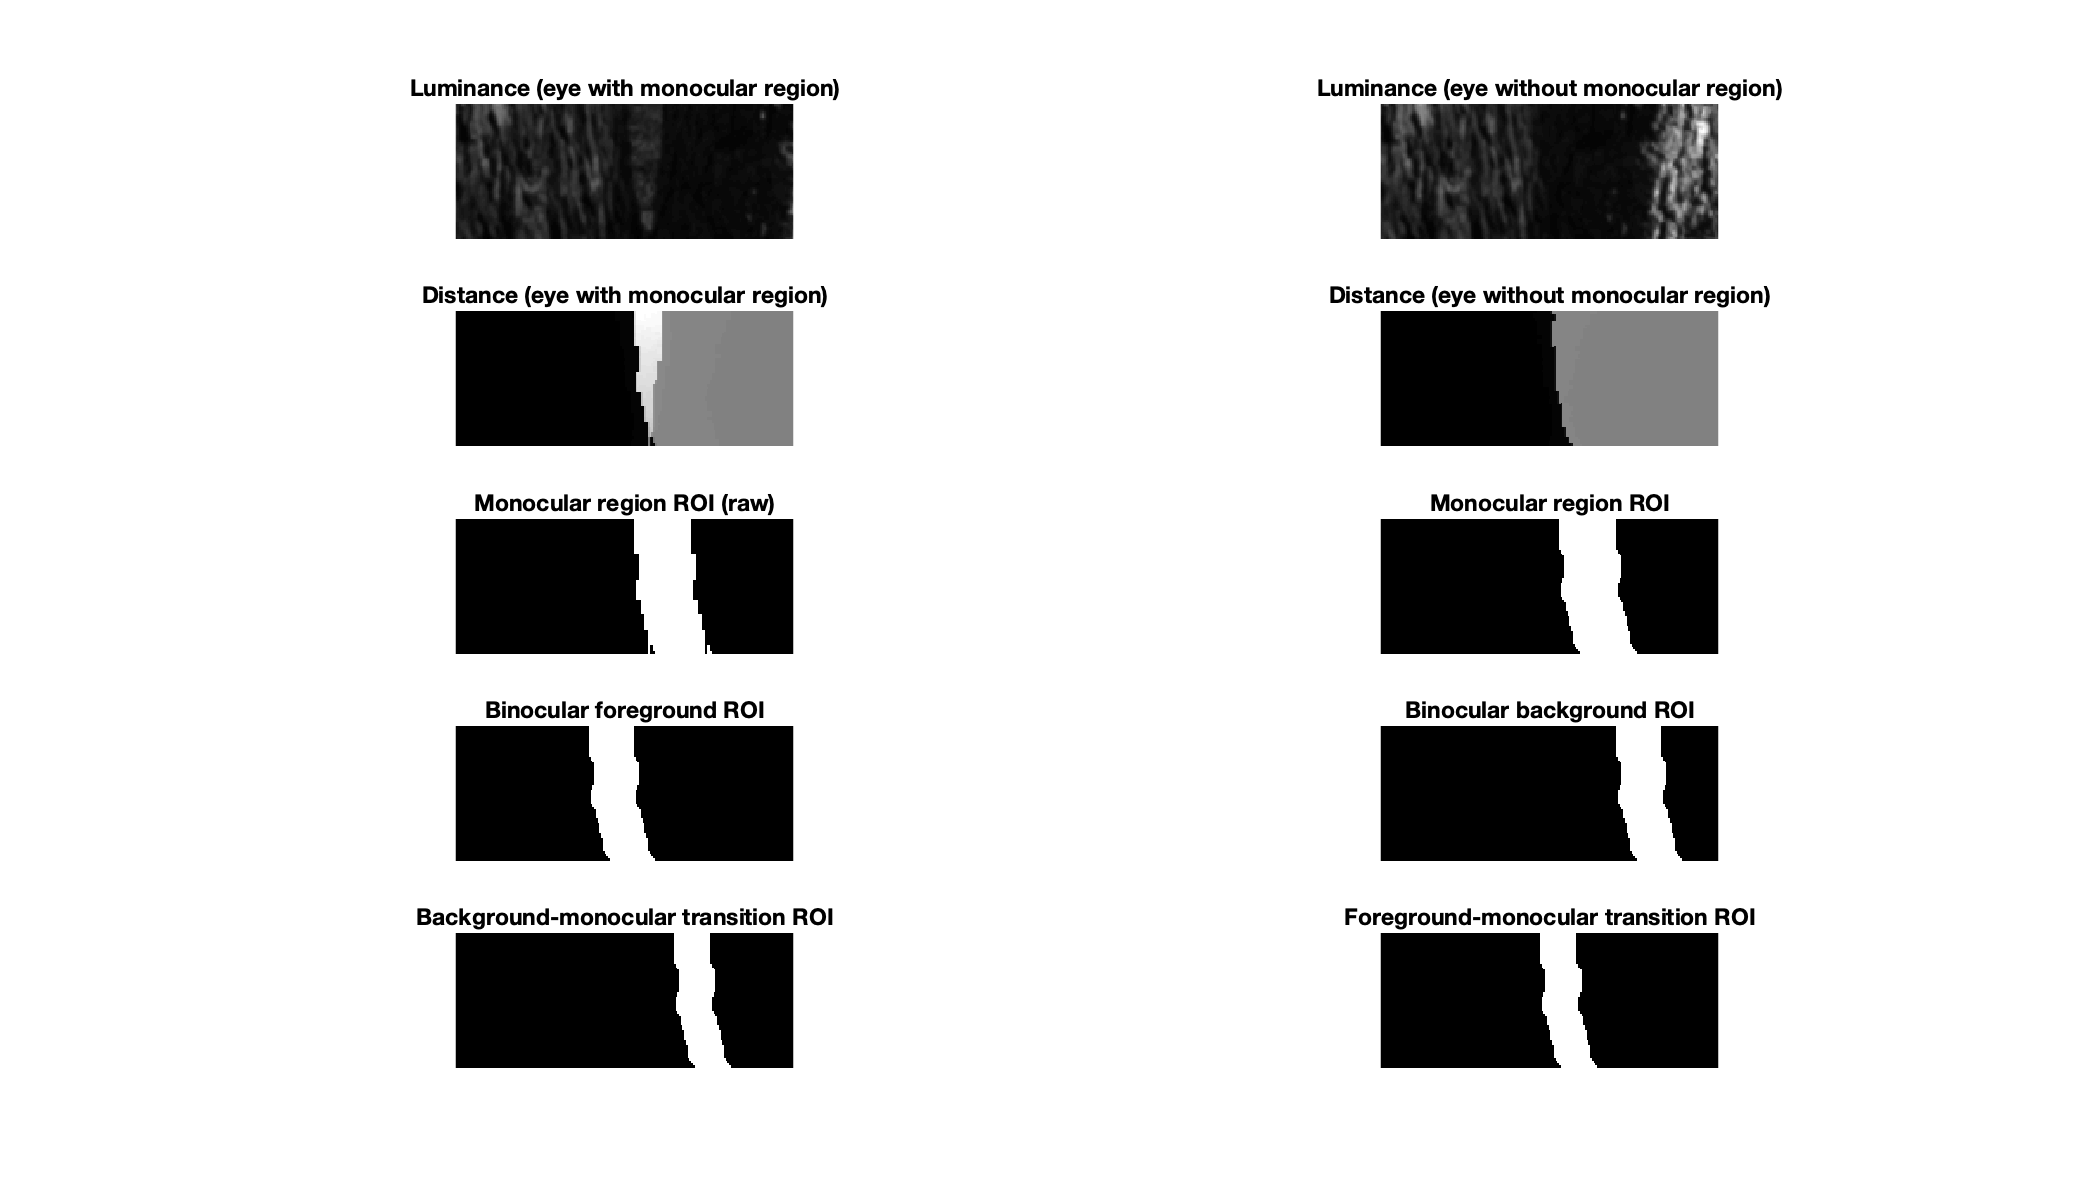 Luminance (eye with monocular region)
Luminance (eye without monocular region)
Distance (eye with monocular region)
Distance (eye without monocular region)
Monocular region ROI (raw)
Monocular region ROI
Binocular foreground ROI
Binocular background ROI
Background-monocular transition ROI
Foreground-monocular transition ROI